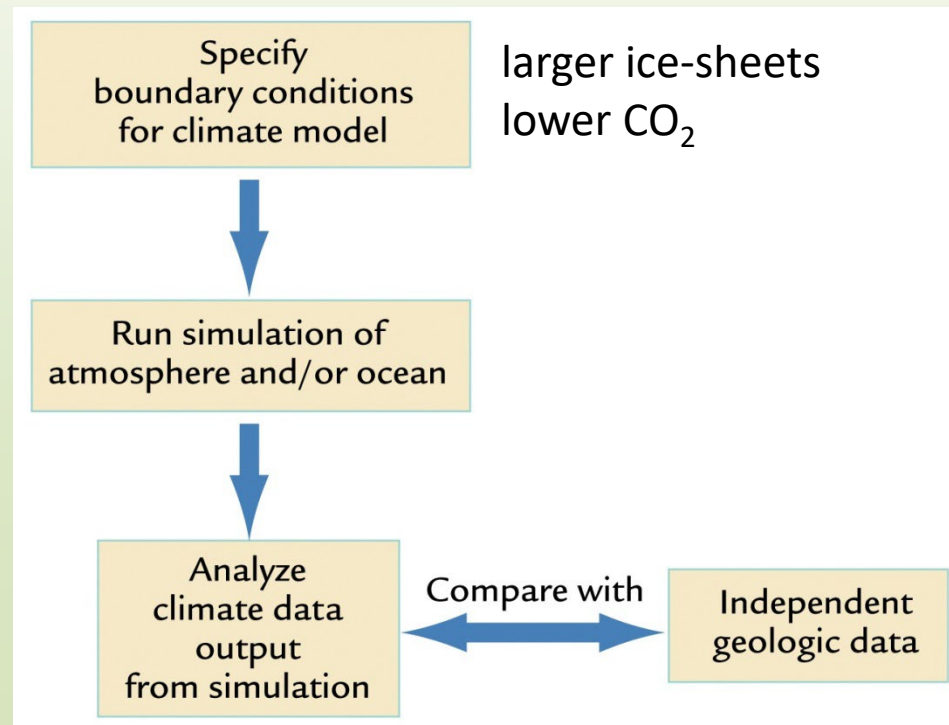 Specify
boundary conditions
for climate model
larger ice-sheets
lower CO₂
Run simulation of
atmosphere and/or ocean
Analyze
climate data
output
from simulation
Compare with
Independent
geologic data